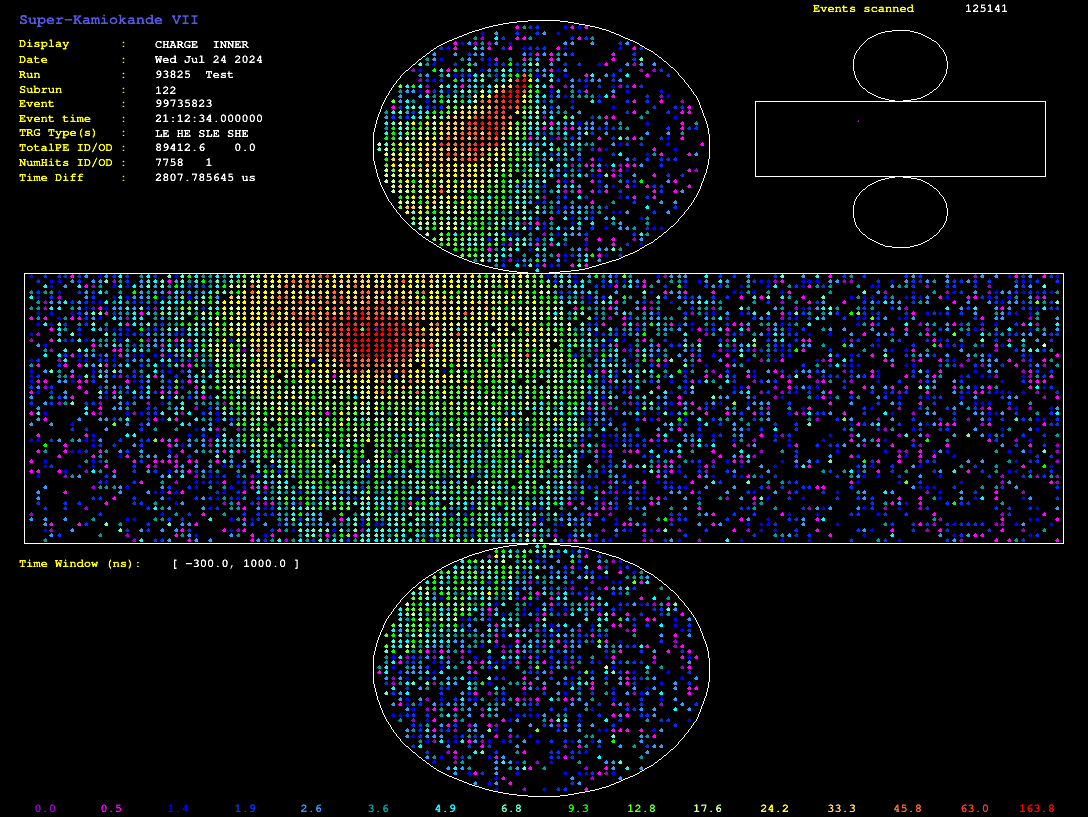 Super-Kamiokande VII
Events scanned 125141
Display : CHARGE INNER
Date : Wed Jul 24 2024
Run : 93825 Test
Subrun : 122
Event : 99735823
Event time : 21:12:34.000000
TRG Type(s) : LE HE SLE SHE
TotalPE ID/OD : 89412.6 0.0
NumHits ID/OD : 7758 1
Time Diff : 2807.785645 us
Time Window (ns): [ -300.0, 1000.0 ]
0.0 0.5 1.4 1.9 2.6 3.6 4.9 6.8 9.3 12.8 17.6 24.2 33.3 45.8 63.0 163.8